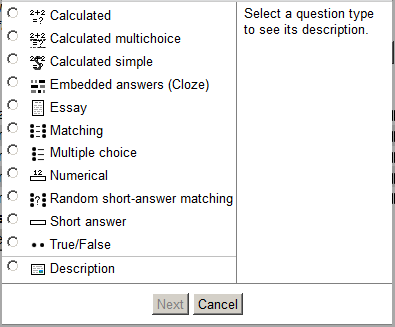 Calculated
Calculated multichoice
Calculated simple
Embedded answers (Cloze)
Essay
Matching
Multiple choice
Numerical
Random short-answer matching
Short answer
True/False
Description
Select a question type
to see its description.
Next
Cancel